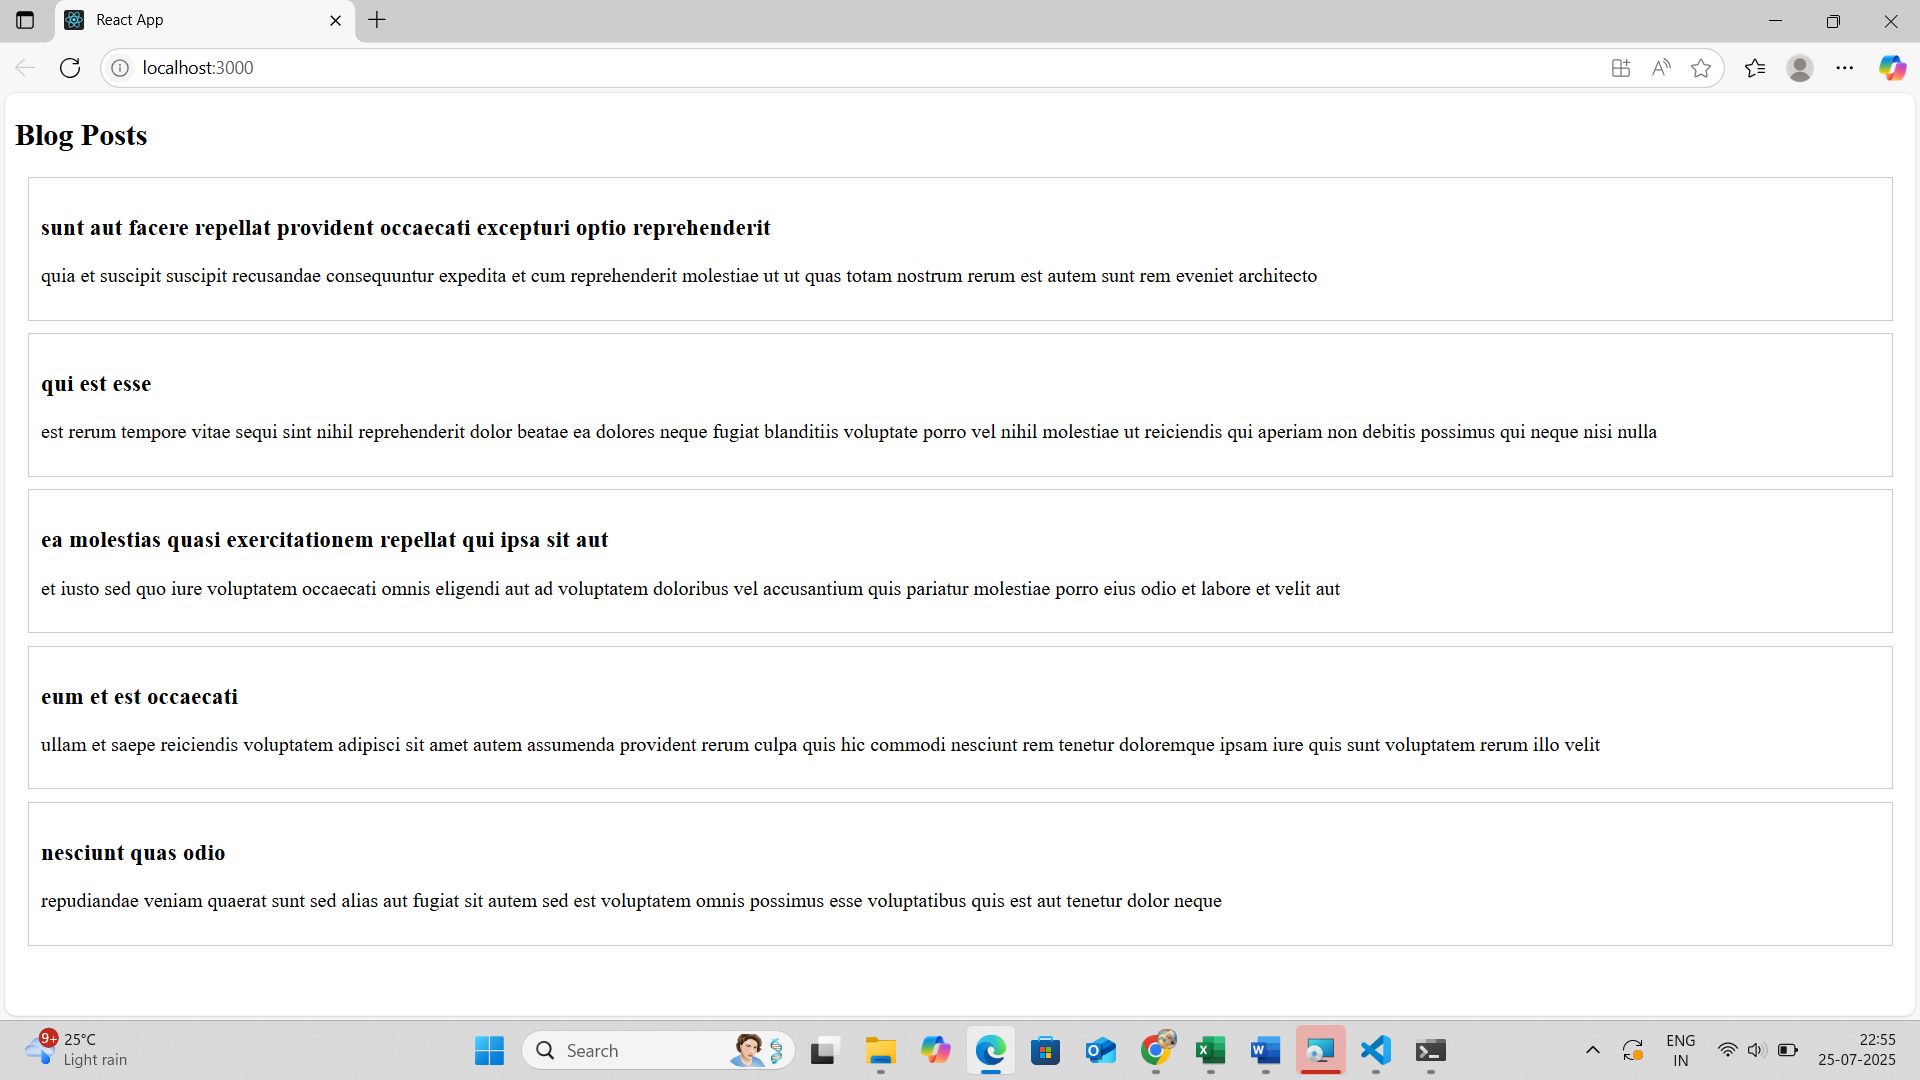 React App
localhost:3000
Blog Posts
sunt aut facere repellat provident occaecati excepturi optio reprehenderit
quia et suscipit suscipit recusandae consequuntur expedita et cum reprehenderit molestiae ut ut quas totam nostrum rerum est autem sunt rem eveniet architecto
qui est esse
est rerum tempore vitae sequi sint nihil reprehenderit dolor beatae ea dolores neque fugiat blanditiis voluptate porro vel nihil molestiae ut reiciendis qui aperiam non debitis possimus qui neque nisi nulla
ea molestias quasi exercitationem repellat qui ipsa sit aut
et iusto sed quo iure voluptatem occaecati omnis eligendi aut ad voluptatem doloribus vel accusantium quis pariatur molestiae porro eius odio et labore et velit aut
eum et est occaecati
ullam et saepe reiciendis voluptatem adipisci sit amet autem assumenda provident rerum culpa quis hic commodi nesciunt rem tenetur doloremque ipsam iure quis sunt voluptatem rerum illo velit
nesciunt quas odio
repudiandae veniam quaerat sunt sed alias aut fugiat sit autem sed est voluptatem omnis possimus esse voluptatibus quis est aut tenetur dolor neque
9+
25°C
Light rain
Search
ENG
IN
22:55
25-07-2025